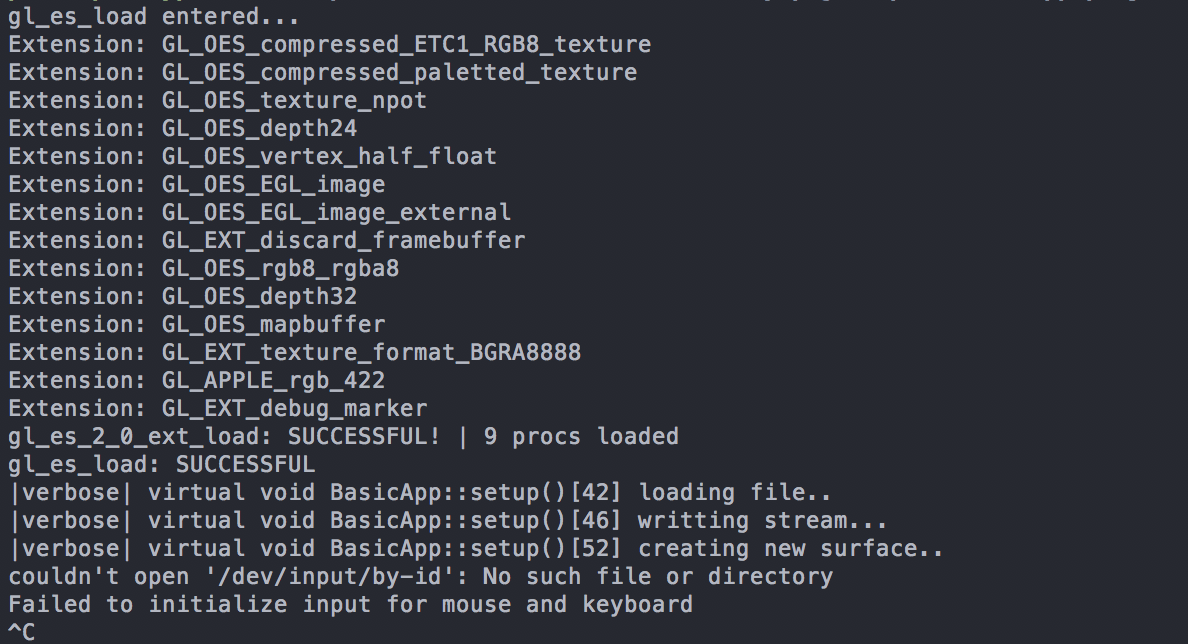 gl_es_load entered...
Extension: GL_OES_compressed_ETC1_RGB8_texture
Extension: GL_OES_compressed_paletted_texture
Extension: GL_OES_texture_npot
Extension: GL_OES_depth24
Extension: GL_OES_vertex_half_float
Extension: GL_OES_EGL_image
Extension: GL_OES_EGL_image_external
Extension: GL_EXT_discard_framebuffer
Extension: GL_OES_rgb8_rgba8
Extension: GL_OES_depth32
Extension: GL_OES_mapbuffer
Extension: GL_EXT_texture_format_BGRA8888
Extension: GL_APPLE_rgb_422
Extension: GL_EXT_debug_marker
gl_es_2_0_ext_load: SUCCESSFUL! | 9 procs loaded
gl_es_load: SUCCESSFUL
|verbose| virtual void BasicApp::setup()[42] loading file..
|verbose| virtual void BasicApp::setup()[46] writting stream...
|verbose| virtual void BasicApp::setup()[52] creating new surface..
couldn't open '/dev/input/by-id': No such file or directory
Failed to initialize input for mouse and keyboard
^C